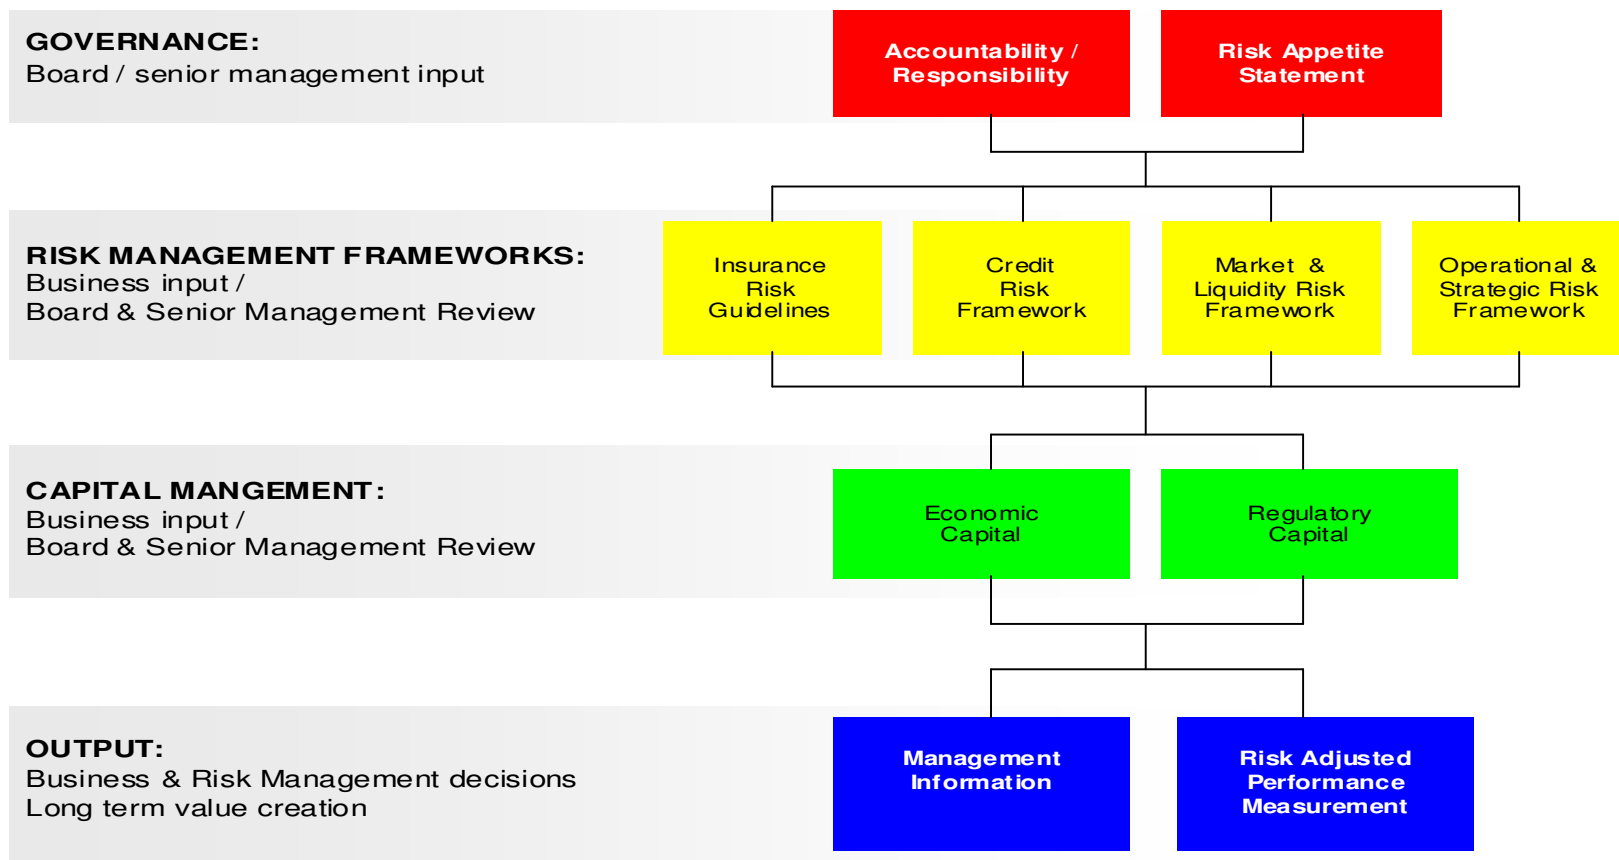 GOVERNANCE:
Board / senior management input
Accountability /
Responsibility
Risk Appetite
Statement
RISK MANAGEMENT FRAMEWORKS:
Business input /
Board & Senior Management Review
Insurance
Risk
Guidelines
Credit
Risk
Framework
Market &
Liquidity Risk
Framework
Operational &
Strategic Risk
Framework
CAPITAL MANGEMENT:
Business input /
Board & Senior Management Review
Economic
Capital
Regulatory
Capital
OUTPUT:
Business & Risk Management decisions
Long term value creation
Management
Information
Risk Adjusted
Performance
Measurement